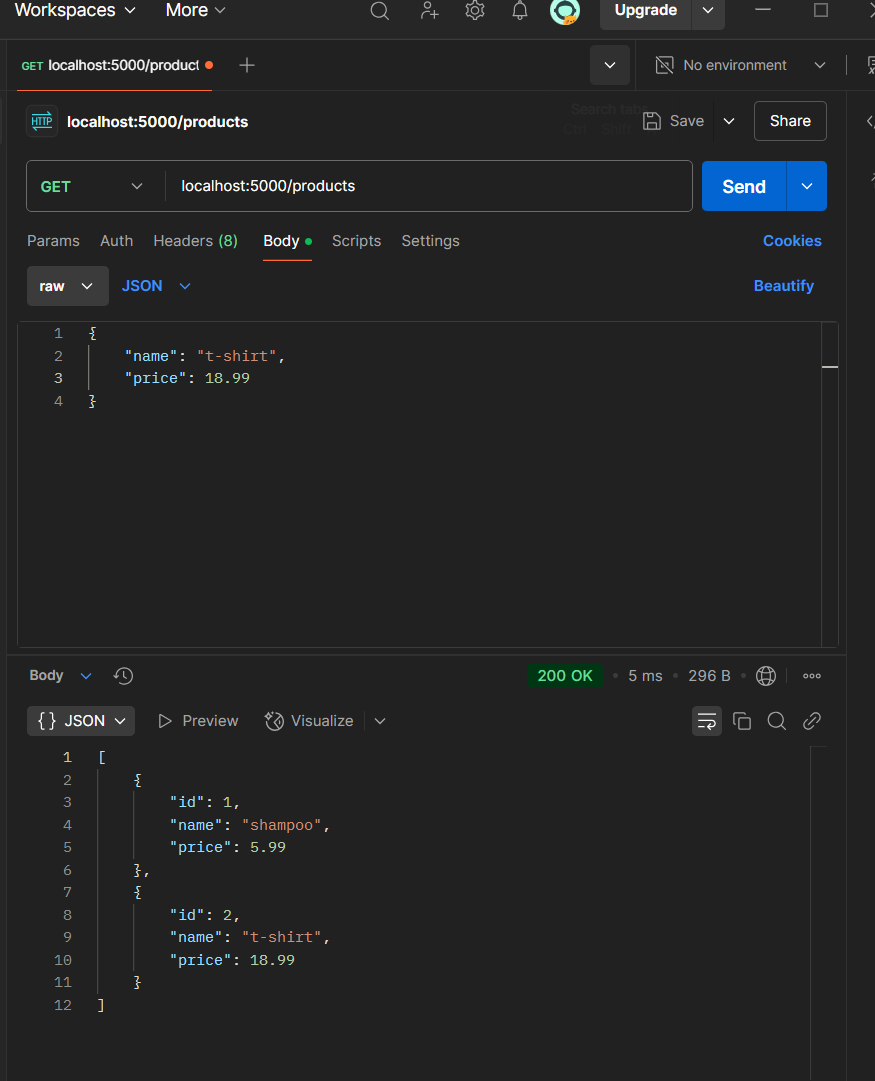 Workspaces More Upgrade
GET localhost:5000/product No environment
HTTP localhost:5000/products Save Share
Search tabs
Ctrl Shift
GET localhost:5000/products Send
Params Auth Headers (8) Body Scripts Settings Cookies
raw JSON Beautify
1 {
2 "name": "t-shirt",
3 "price": 18.99
4 }
Body 200 OK • 5 ms • 296 B
{} JSON Preview Visualize
1 [
2 {
3 "id": 1,
4 "name": "shampoo",
5 "price": 5.99
6 },
7 {
8 "id": 2,
9 "name": "t-shirt",
10 "price": 18.99
11 }
12 ]